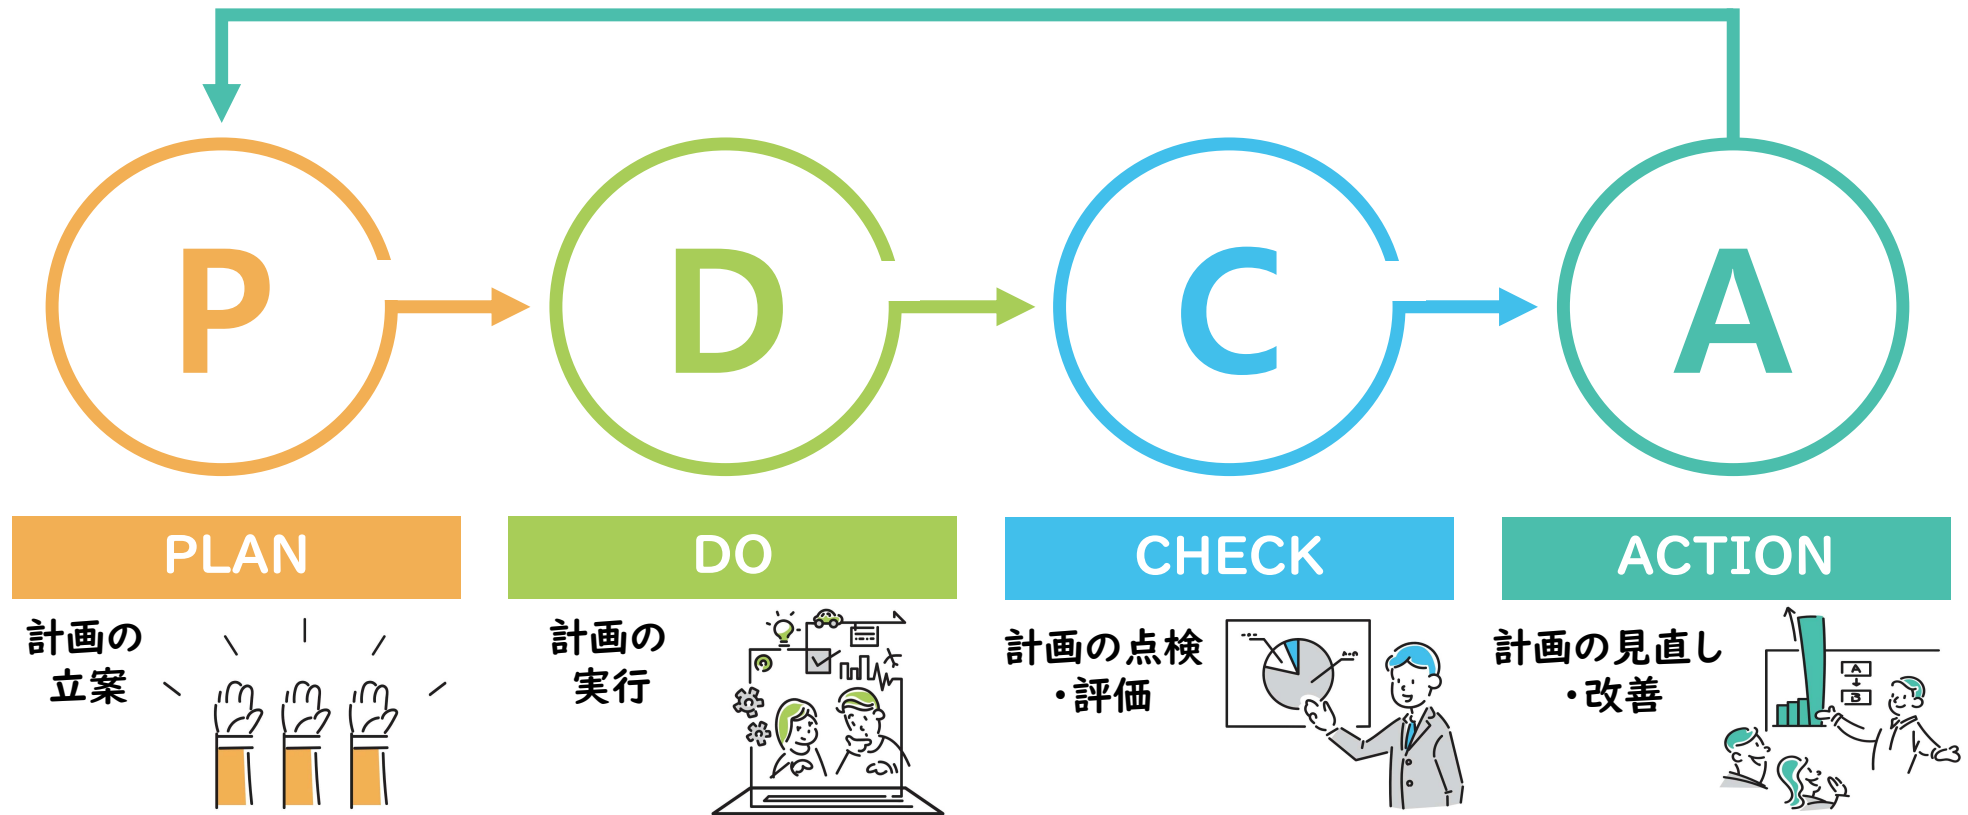 P
D
C
A
PLAN
DO
CHECK
ACTION
計画の
立案
計画の
実行
計画の点検
・評価
計画の見直し
・改善
A
B